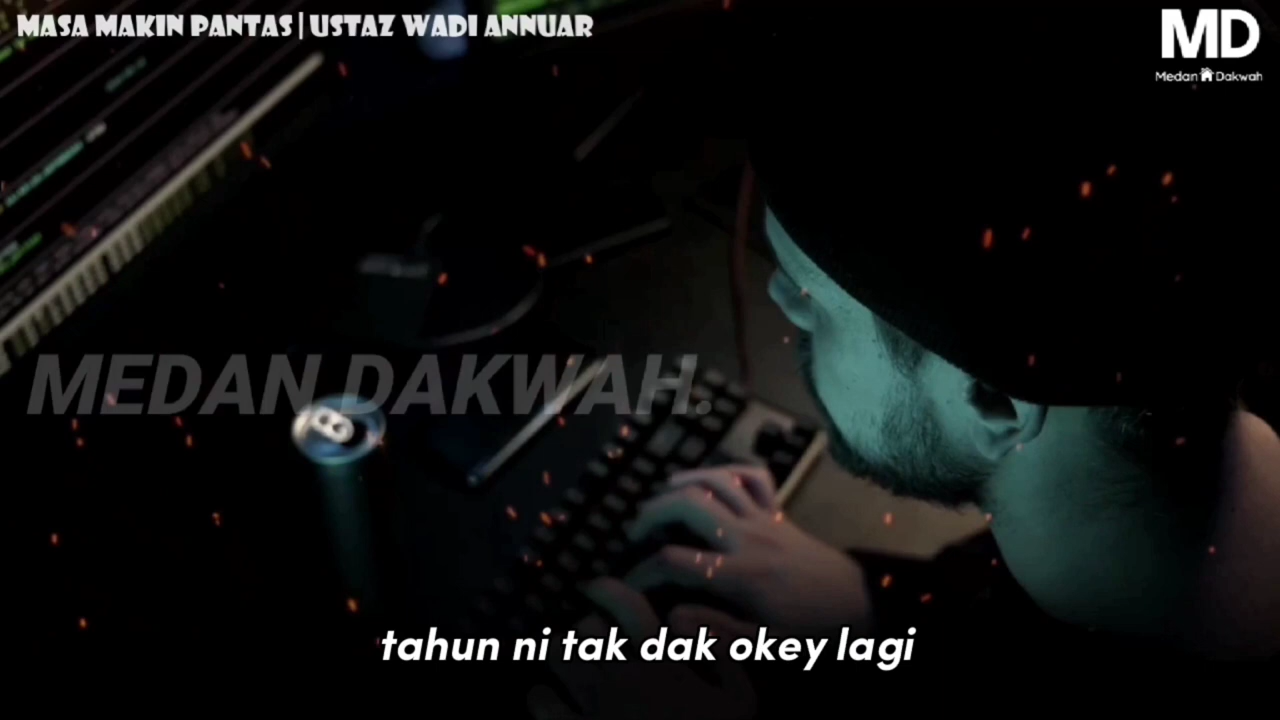 MASA MAKIN PANTAS|USTAZ WADI ANNUAR
MD
Medan Dakwah
MEDAN DAKWAH.
tahun ni tak dak okey lagi